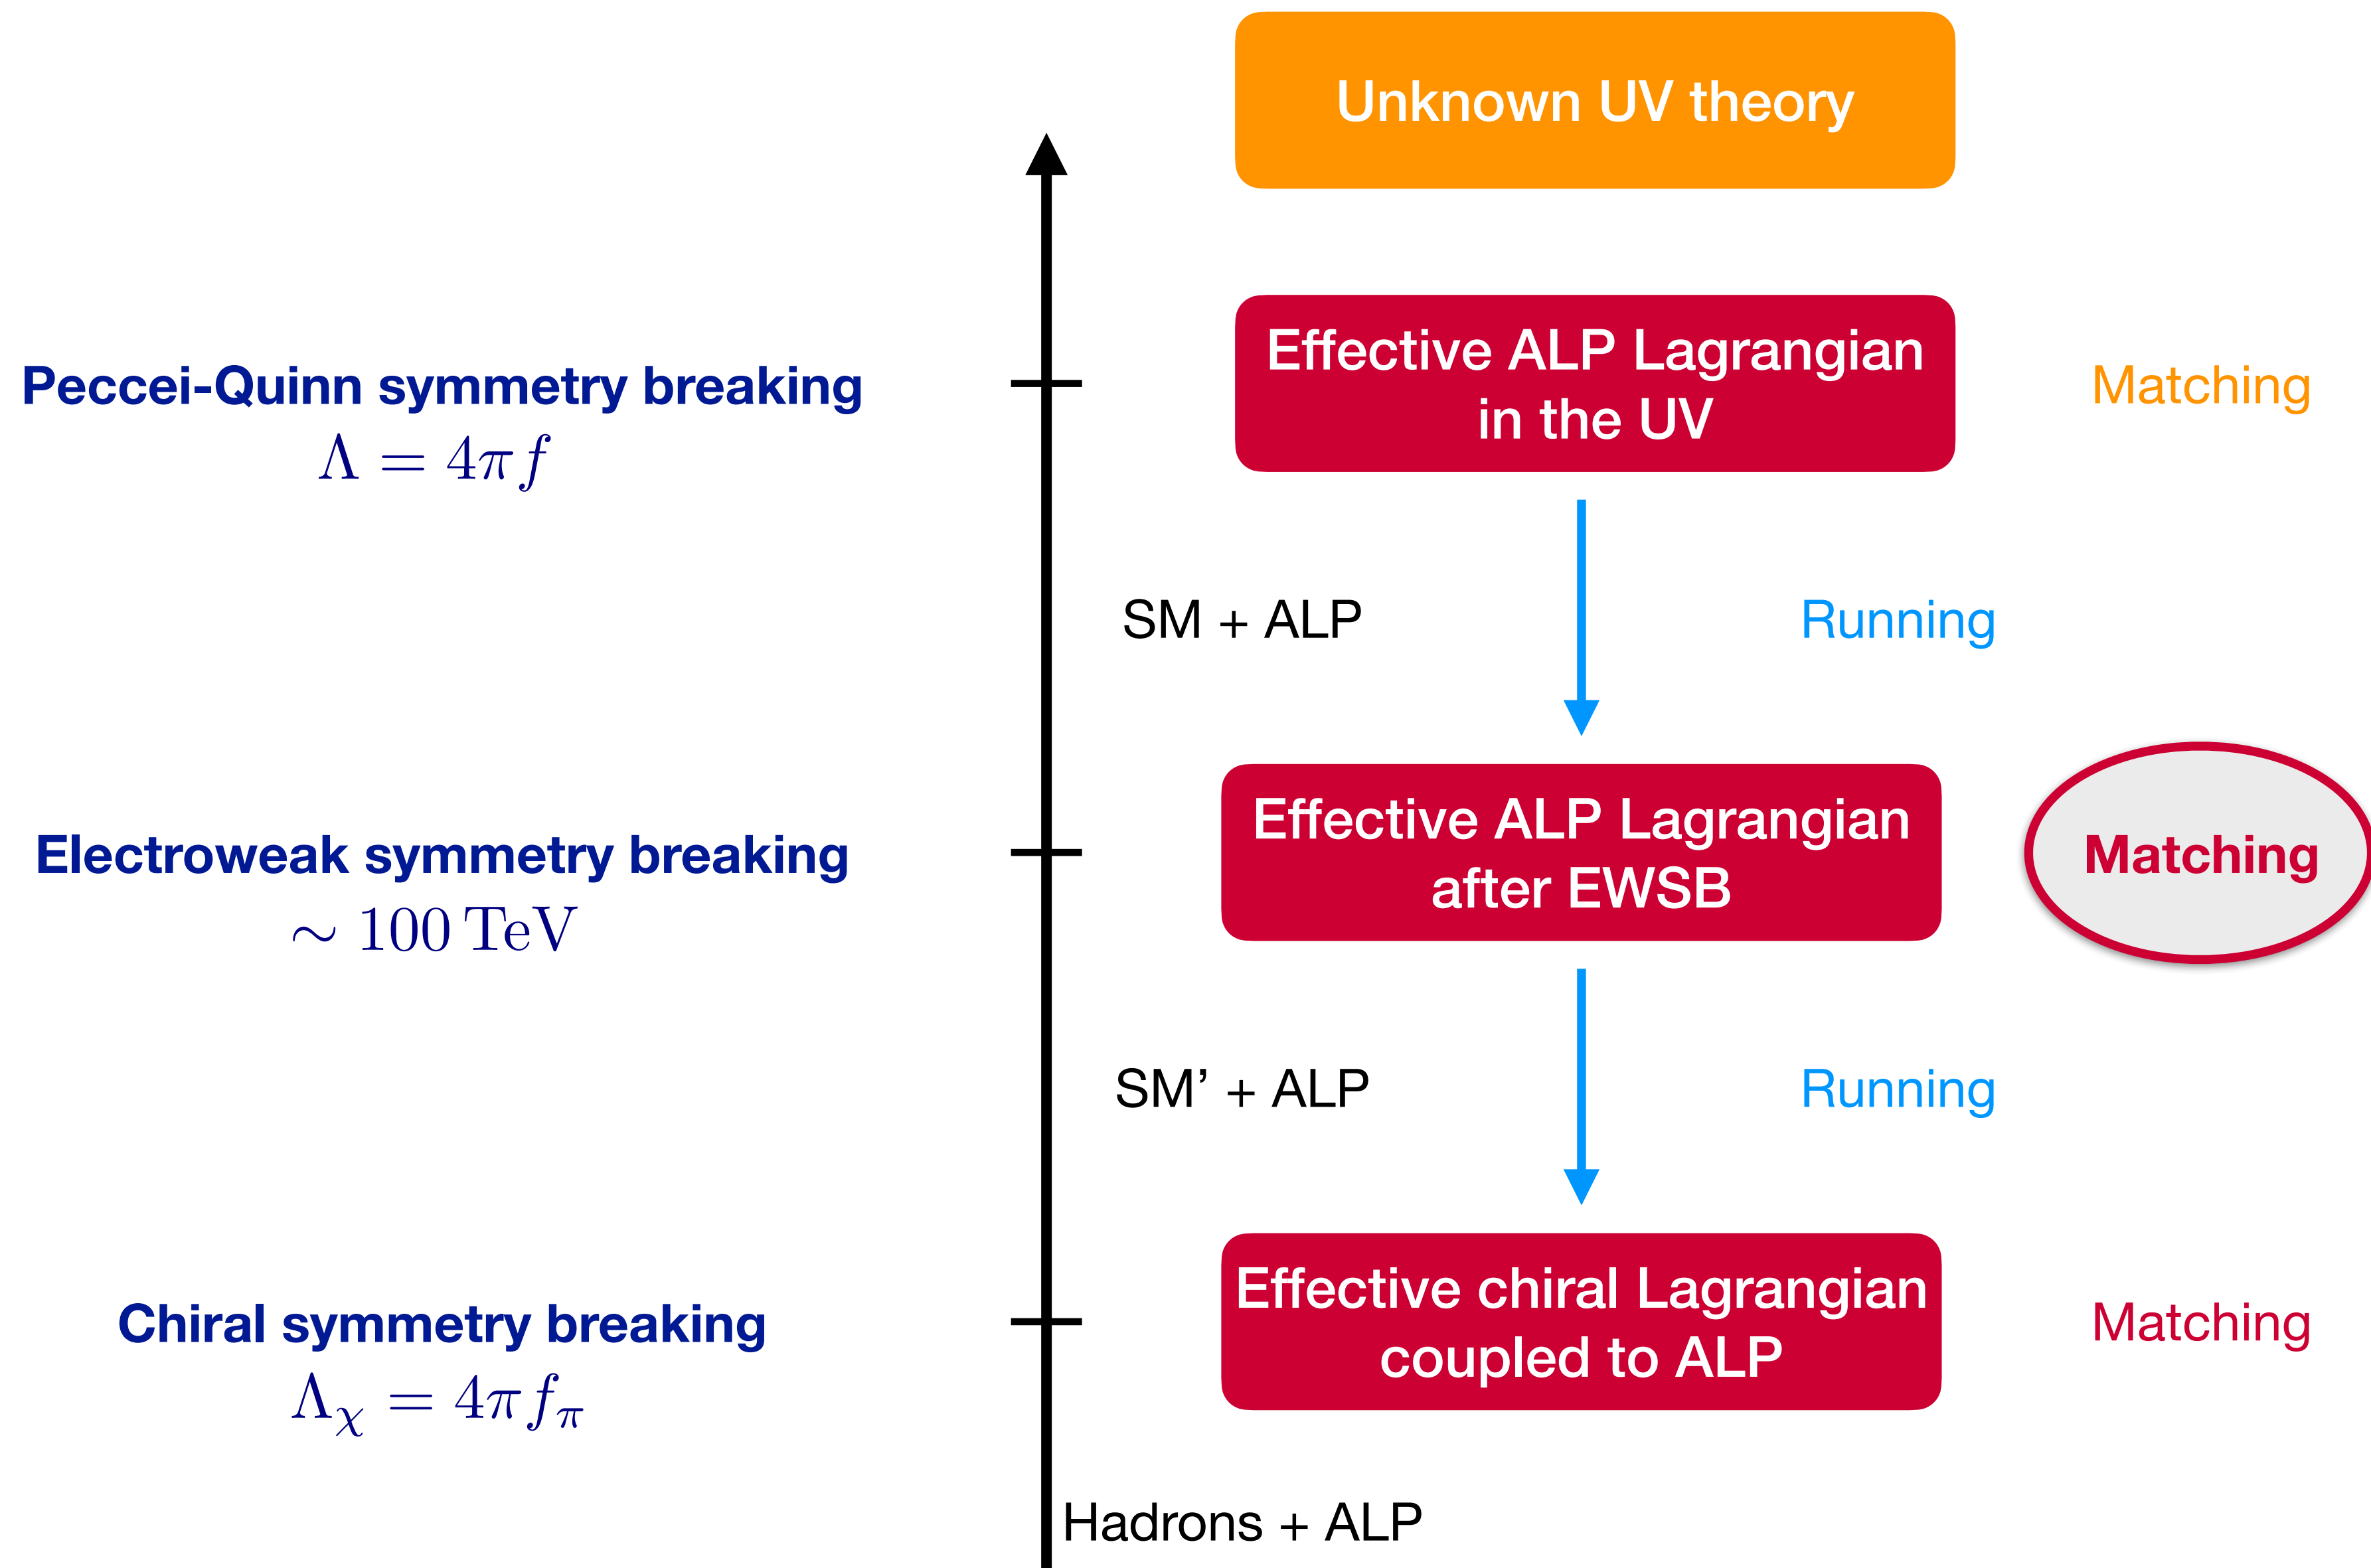 Unknown UV theory
Peccei-Quinn symmetry breaking
Λ = 4πf
Effective ALP Lagrangian
in the UV
Matching
SM + ALP
Running
Electroweak symmetry breaking
∼ 100 TeV
Effective ALP Lagrangian
after EWSB
Matching
SM’ + ALP
Running
Chiral symmetry breaking
Λ_χ = 4πf_π
Effective chiral Lagrangian
coupled to ALP
Matching
Hadrons + ALP